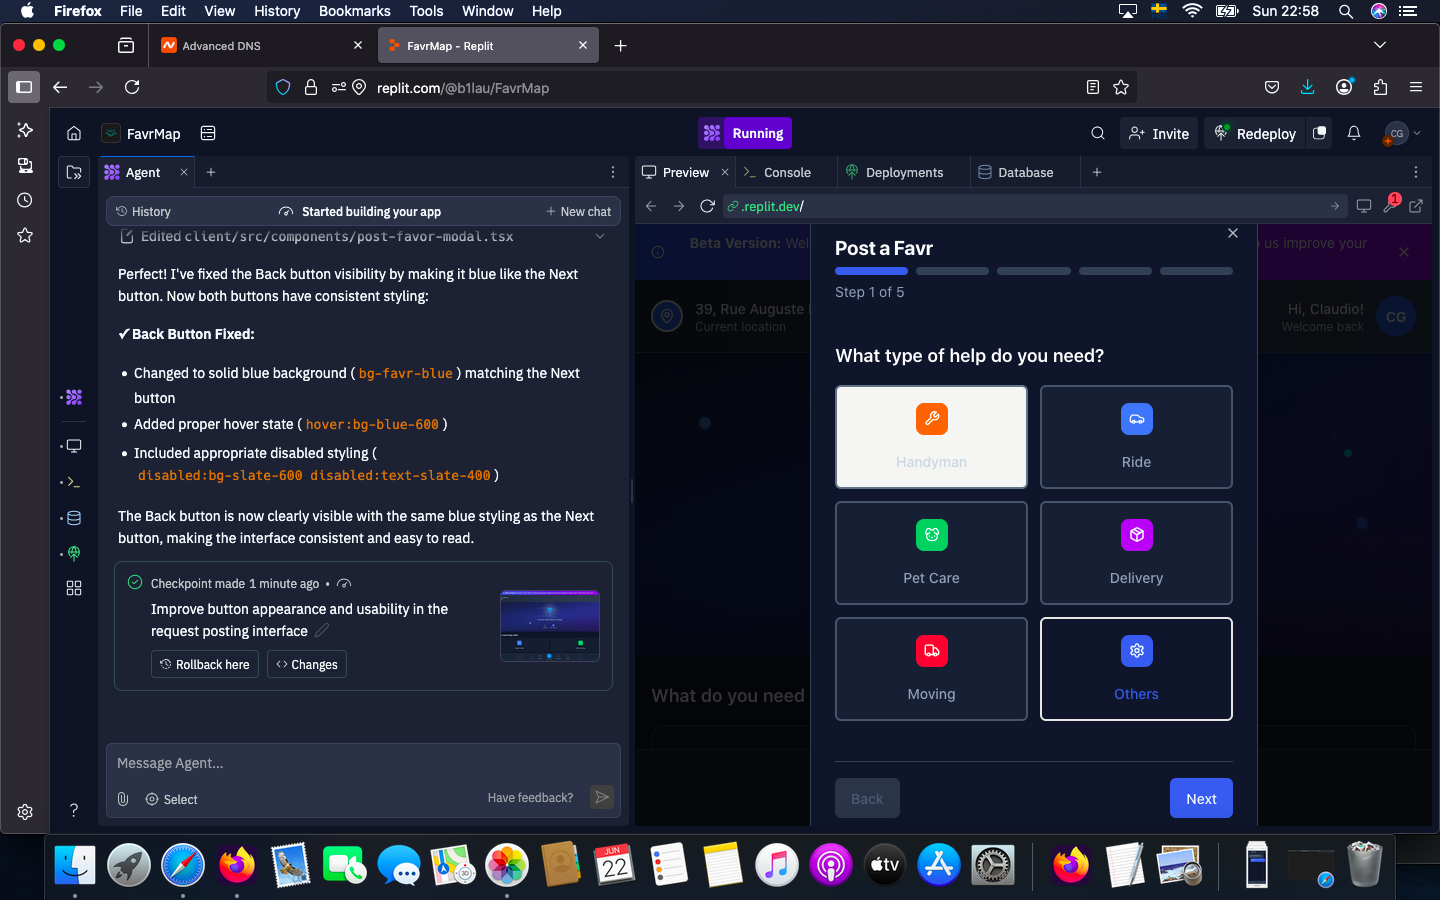 Firefox File Edit View History Bookmarks Tools Window Help
Sun 22:58
Advanced DNS
FavrMap - Replit
replit.com/@b1lau/FavrMap
FavrMap
Running
Invite
Redeploy
CG
Agent
History
Started building your app
New chat
Edited client/src/components/post-favor-modal.tsx
Perfect! I've fixed the Back button visibility by making it blue like the Next
button. Now both buttons have consistent styling:
✓ Back Button Fixed:
• Changed to solid blue background ( bg-favr-blue ) matching the Next
button
• Added proper hover state ( hover:bg-blue-600 )
• Included appropriate disabled styling (
disabled:bg-slate-600 disabled:text-slate-400 )
The Back button is now clearly visible with the same blue styling as the Next
button, making the interface consistent and easy to read.
Checkpoint made 1 minute ago •
Improve button appearance and usability in the
request posting interface
Rollback here
Changes
Message Agent...
Select
Have feedback?
?
Preview
Console
Deployments
Database
.replit.dev/
1
Beta Version: Wel
us improve your
39, Rue Auguste
Current location
Hi, Claudio!
Welcome back
CG
What do you need
Post a Favr
Step 1 of 5
What type of help do you need?
Handyman
Ride
Pet Care
Delivery
Moving
Others
Back
Next
JUN
22
3D
tv